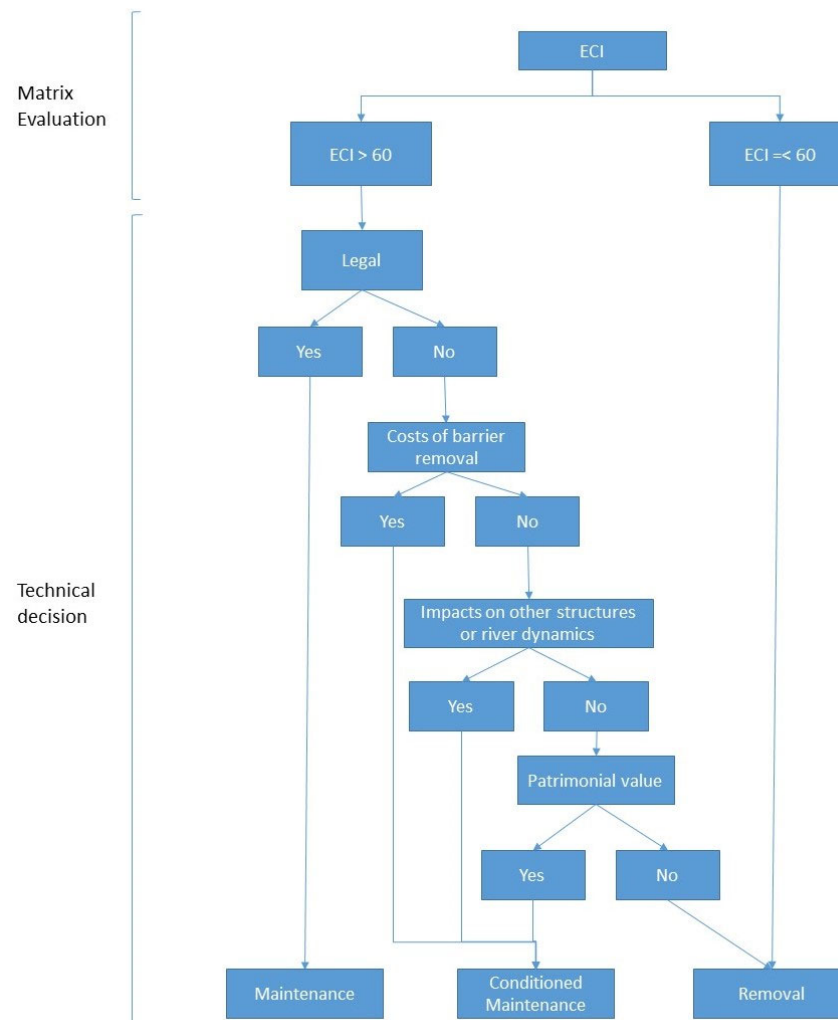 ECI
Matrix
Evaluation
ECI > 60
ECI =< 60
Legal
Yes
No
Costs of barrier
removal
Yes
No
Technical
decision
Impacts on other structures
or river dynamics
Yes
No
Patrimonial value
Yes
No
Maintenance
Conditioned
Maintenance
Removal